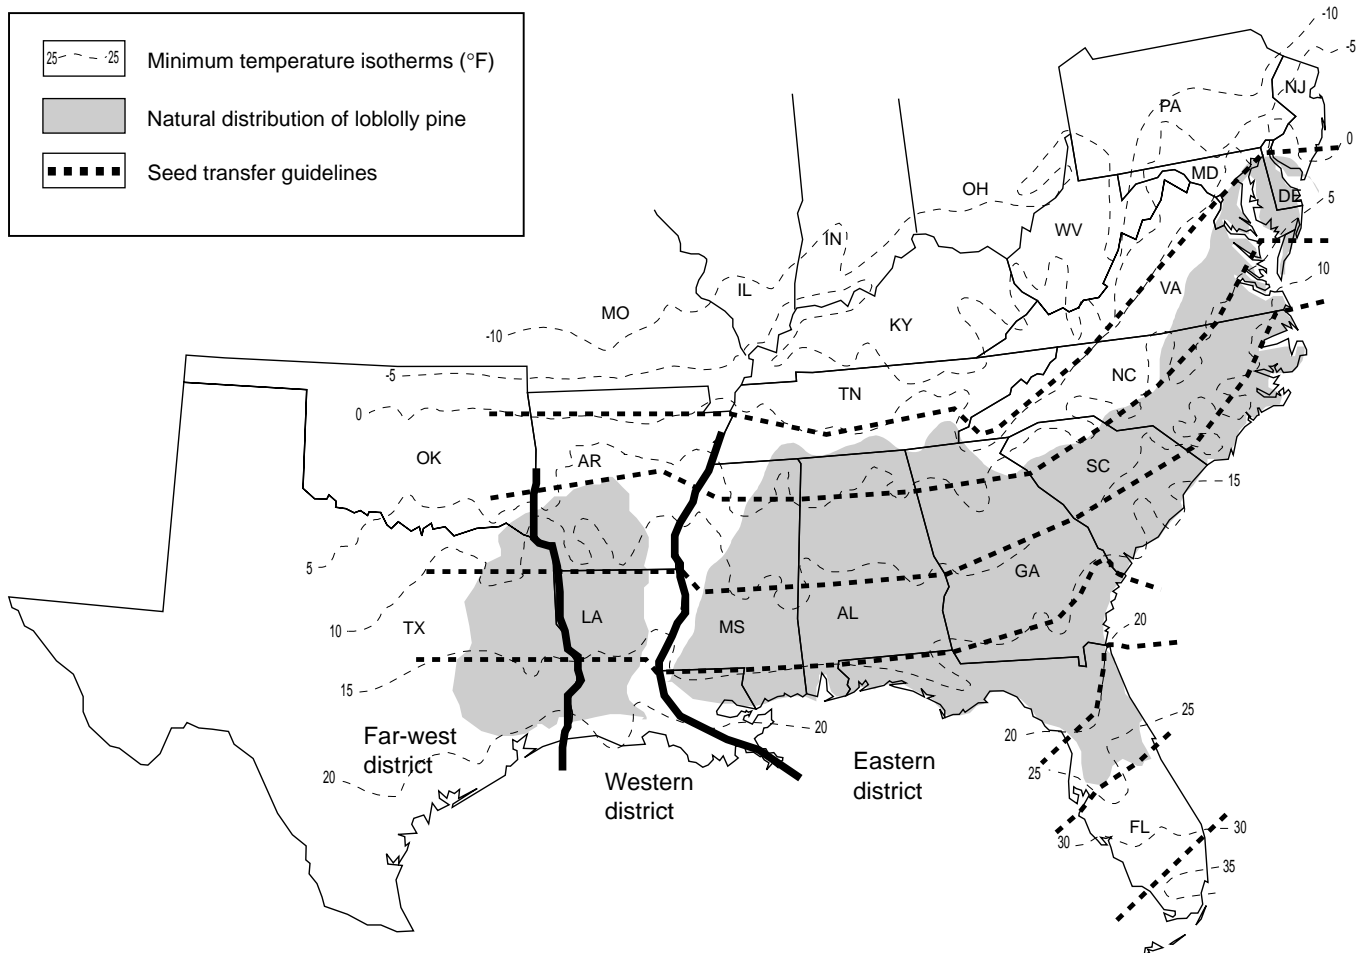 25 25 Minimum temperature isotherms (°F)
Natural distribution of loblolly pine
Seed transfer guidelines
-10
-5
NJ
PA
0
MD
OH
DE
5
WV
IN
10
VA
IL
MO
KY
-10
-5
NC
TN
0
OK
AR
SC
15
5
GA
10
TX
LA
MS
AL
20
15
Far-west
district
20
20
25
20
25
Western
district
Eastern
district
FL
30
30
35